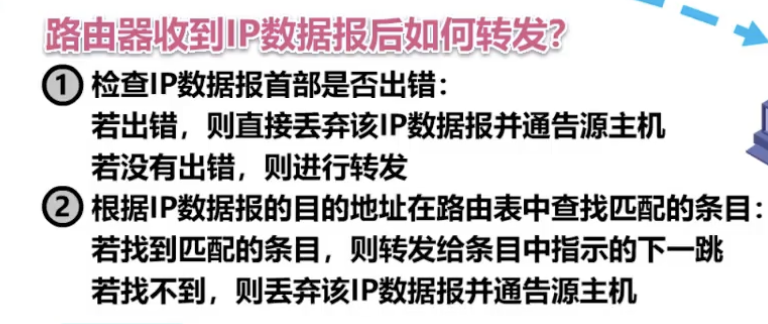 路由器收到IP数据报后如何转发？
① 检查IP数据报首部是否出错：
若出错，则直接丢弃该IP数据报并通告源主机
若没有出错，则进行转发
② 根据IP数据报的目的地址在路由表中查找匹配的条目：
若找到匹配的条目，则转发给条目中指示的下一跳
若找不到，则丢弃该IP数据报并通告源主机